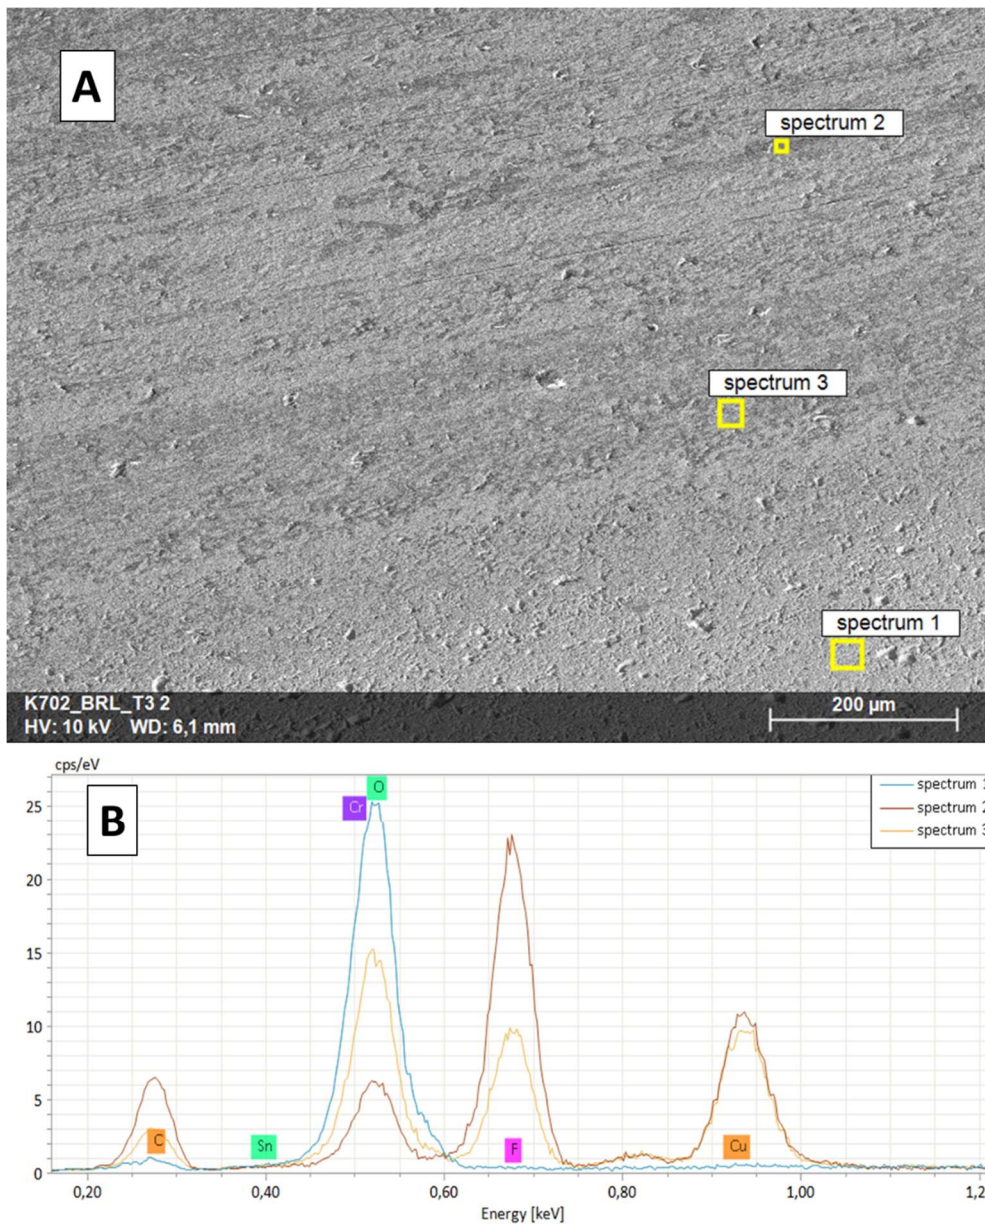 A
spectrum 2
spectrum 3
spectrum 1
K702_BRL_T3 2
HV: 10 kV WD: 6,1 mm
200 µm
cps/eV
B
Cr
O
spectrum 1
spectrum 2
spectrum 3
25
20
15
10
5
0
C
Sn
F
Cu
0,20
0,40
0,60
0,80
1,00
1,2
Energy [keV]